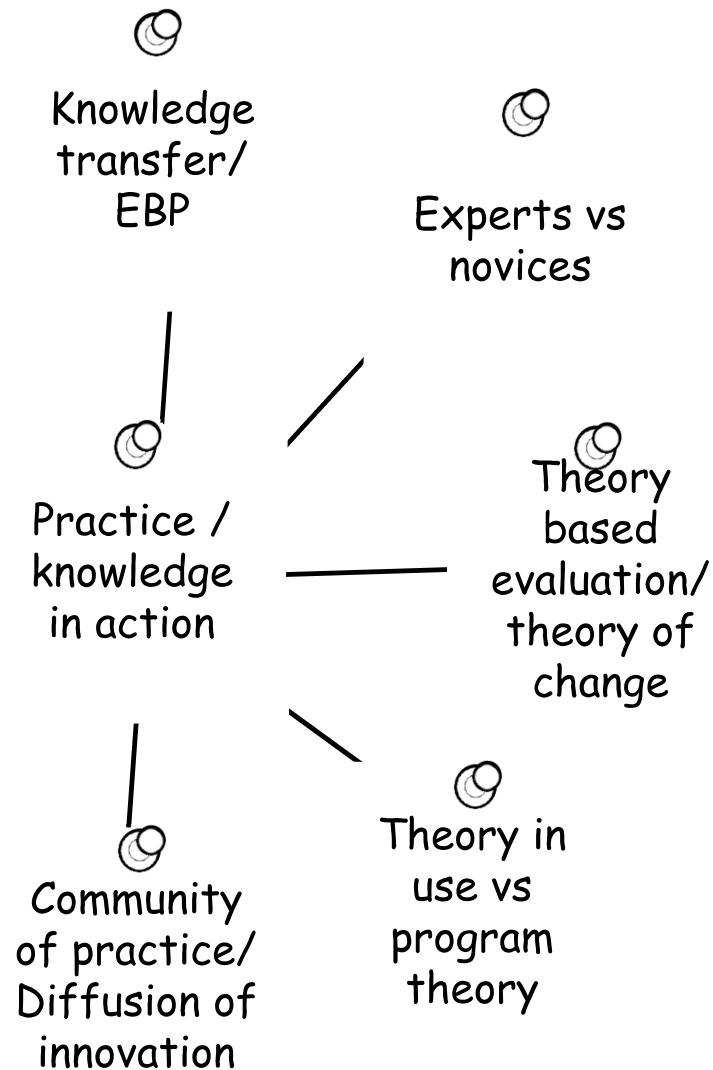 Knowledge
transfer/
EBP
Experts vs
novices
Practice /
knowledge
in action
Theory
based
evaluation/
theory of
change
Theory in
use vs
program
theory
Community
of practice/
Diffusion of
innovation